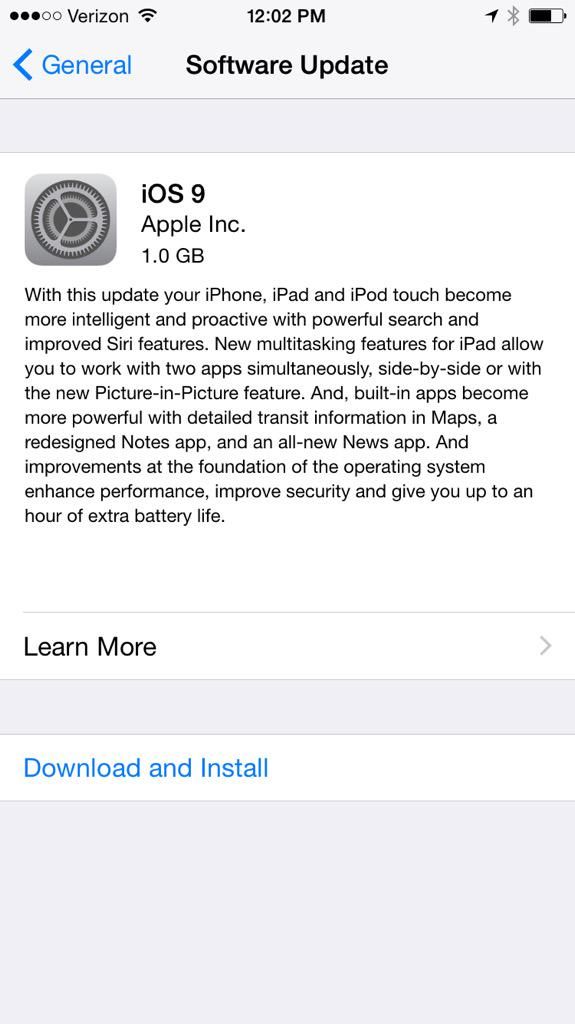 Verizon 12:02 PM
General Software Update
iOS 9
Apple Inc.
1.0 GB
With this update your iPhone, iPad and iPod touch become
more intelligent and proactive with powerful search and
improved Siri features. New multitasking features for iPad allow
you to work with two apps simultaneously, side-by-side or with
the new Picture-in-Picture feature. And, built-in apps become
more powerful with detailed transit information in Maps, a
redesigned Notes app, and an all-new News app. And
improvements at the foundation of the operating system
enhance performance, improve security and give you up to an
hour of extra battery life.
Learn More
Download and Install